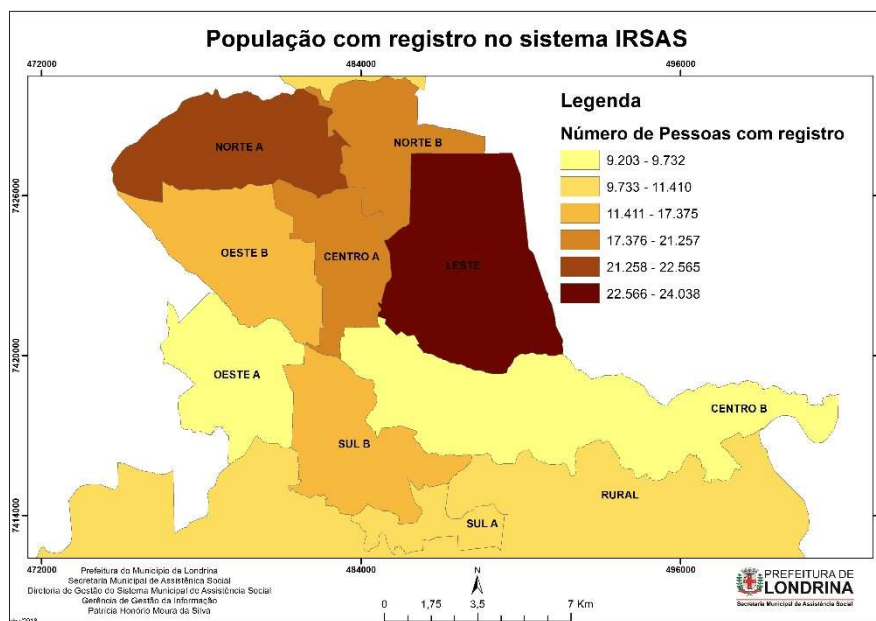 População com registro no sistema IRSAS
472000
484000
496000
Legenda
Número de Pessoas com registro
9.203 - 9.732
9.733 - 11.410
11.411 - 17.375
17.376 - 21.257
21.258 - 22.565
22.566 - 24.038
NORTE A
NORTE B
7426000
7426000
OESTE B
CENTRO A
LESTE
7420000
7420000
OESTE A
CENTRO B
SUL B
RURAL
7414000
7414000
SUL A
472000
484000
496000
Prefeitura do Município de Londrina
Secretaria Municipal de Assistência Social
Diretoria de Gestão do Sistema Municipal de Assistência Social
Gerência de Gestão da Informação
Patrícia Honório Moura da Silva
N
0 1,75 3,5 7 Km
PREFEITURA DE
LONDRINA
Secretaria Municipal de Assistência Social